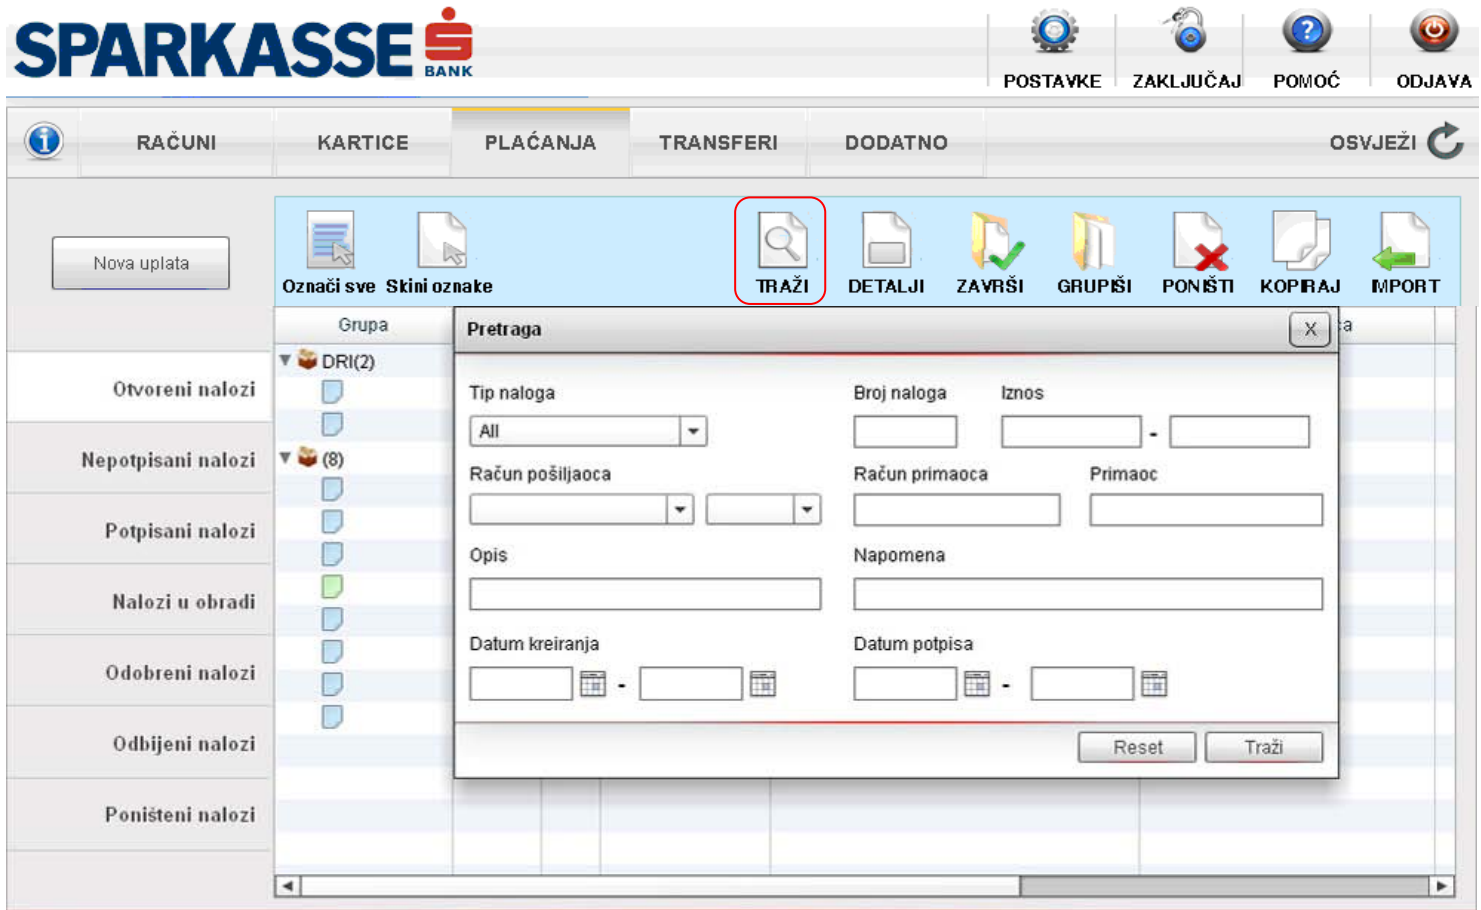 SPARKASSE
BANK
POSTAVKE
ZAKLJUČAJ
POMOĆ
ODJAVA
RAČUNI
KARTICE
PLAĆANJA
TRANSFERI
DODATNO
OSVJEŽI
Nova uplata
Označi sve
Skini oznake
TRAŽI
DETALJI
ZAVRŠI
GRUPIŠI
PONIŠTI
KOPIRAJ
IMPORT
Grupa
Pretraga
X
DRI(2)
Otvoreni nalozi
Tip naloga
Broj naloga
Iznos
All
-
Nepotpisani nalozi
(8)
Račun pošiljaoca
Račun primaoca
Primaoc
Potpisani nalozi
Opis
Napomena
Nalozi u obradi
Datum kreiranja
Datum potpisa
Odobreni nalozi
-
-
Odbijeni nalozi
Reset
Traži
Poništeni nalozi